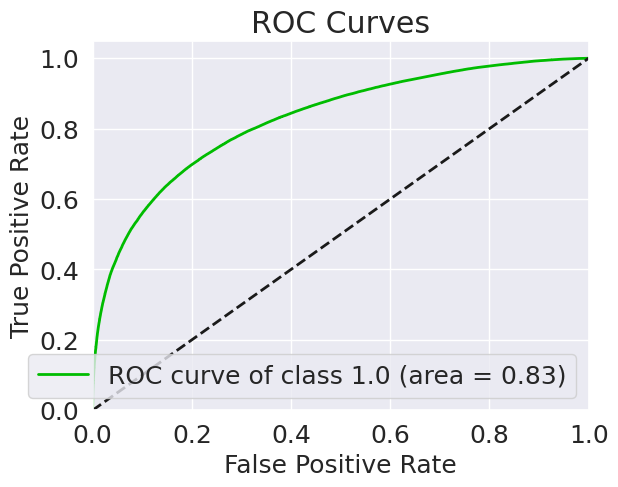 ROC Curves
True Positive Rate
1.0
0.8
0.6
0.4
0.2
0.0
ROC curve of class 1.0 (area = 0.83)
0.0 0.2 0.4 0.6 0.8 1.0
False Positive Rate